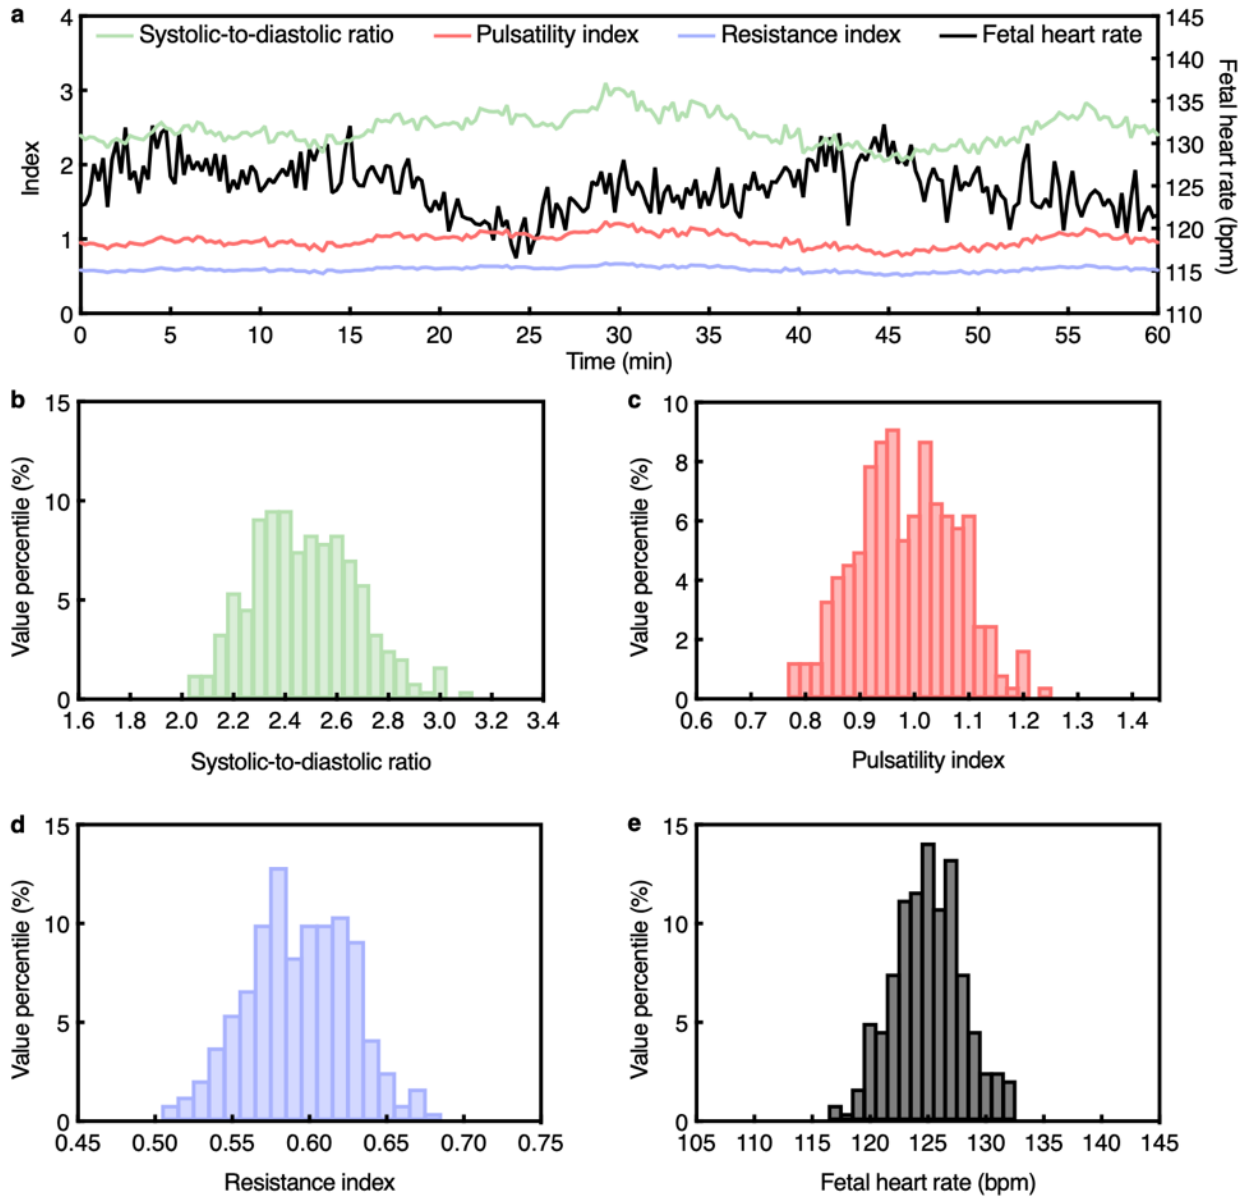 a
Systolic-to-diastolic ratio Pulsatility index Resistance index Fetal heart rate
4 3 2 1 0
Index
145 140 135 130 125 120 115 110
Fetal heart rate (bpm)
0 5 10 15 20 25 30 35 40 45 50 55 60
Time (min)
b
15 10 5 0
Value percentile (%)
1.6 1.8 2.0 2.2 2.4 2.6 2.8 3.0 3.2 3.4
Systolic-to-diastolic ratio
c
10 8 6 4 2 0
Value percentile (%)
0.6 0.7 0.8 0.9 1.0 1.1 1.2 1.3 1.4
Pulsatility index
d
15 10 5 0
Value percentile (%)
0.45 0.50 0.55 0.60 0.65 0.70 0.75
Resistance index
e
15 10 5 0
Value percentile (%)
105 110 115 120 125 130 135 140 145
Fetal heart rate (bpm)